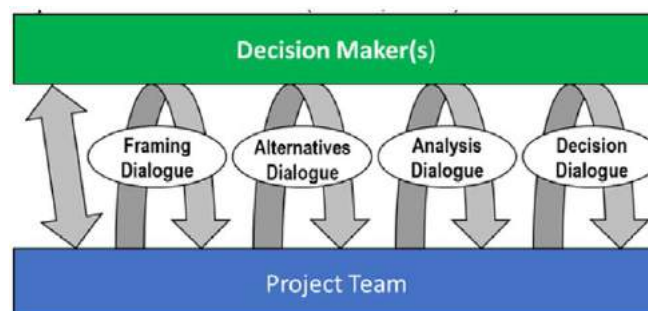 Decision Maker(s)
Framing
Dialogue
Alternatives
Dialogue
Analysis
Dialogue
Decision
Dialogue
Project Team